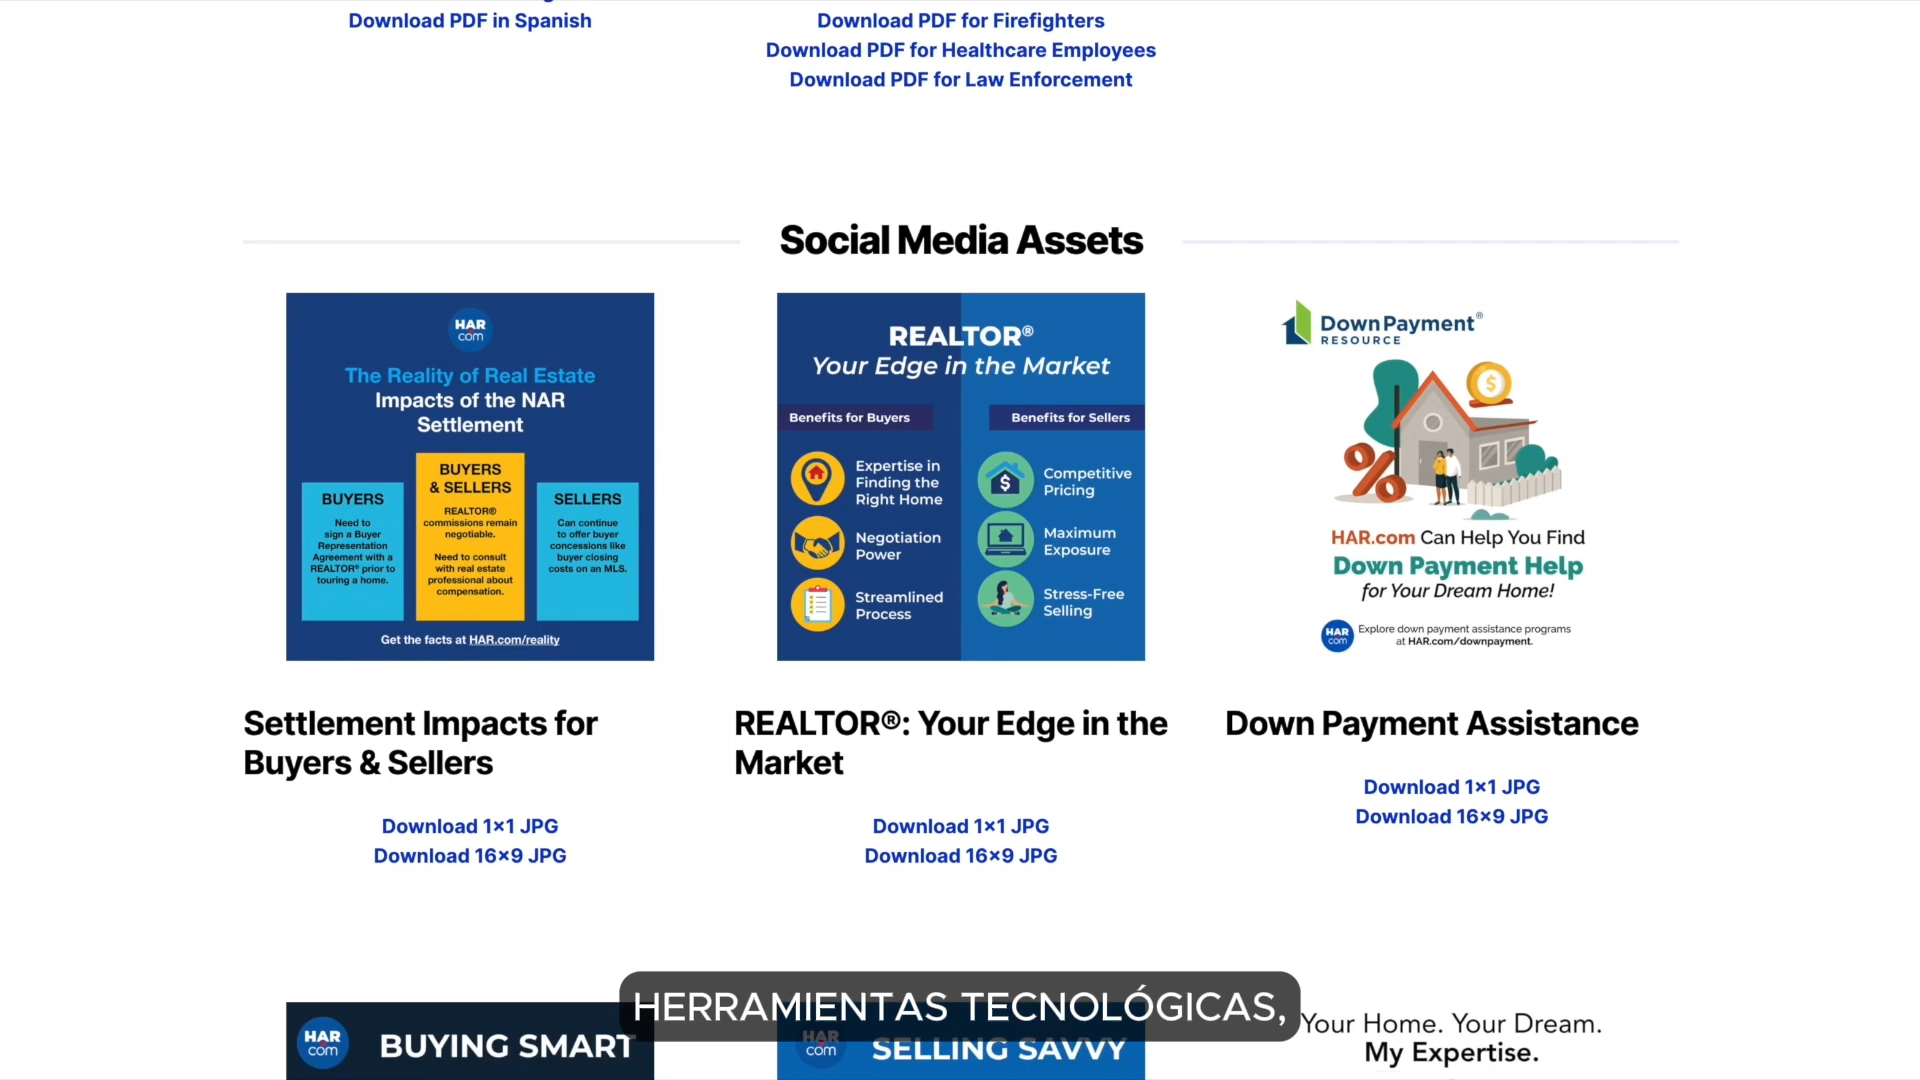 Download PDF in Spanish
Download PDF for Firefighters
Download PDF for Healthcare Employees
Download PDF for Law Enforcement
Social Media Assets
HAR
com
The Reality of Real Estate
Impacts of the NAR
Settlement
BUYERS
Need to
sign a Buyer
Representation
Agreement with a
REALTOR® prior to
touring a home.
BUYERS
& SELLERS
REALTOR®
commissions remain
negotiable.
Need to consult
with real estate
professional about
compensation.
SELLERS
Can continue
to offer buyer
concessions like
buyer closing
costs on an MLS.
Get the facts at HAR.com/reality
REALTOR®
Your Edge in the Market
Benefits for Buyers
Expertise in
Finding the
Right Home
Negotiation
Power
Streamlined
Process
Benefits for Sellers
Competitive
Pricing
Maximum
Exposure
Stress-Free
Selling
DownPayment®
RESOURCE
HAR.com Can Help You Find
Down Payment Help
for Your Dream Home!
HAR
com
Explore down payment assistance programs
at HAR.com/downpayment.
Settlement Impacts for
Buyers & Sellers
Download 1×1 JPG
Download 16×9 JPG
REALTOR®: Your Edge in the
Market
Download 1×1 JPG
Download 16×9 JPG
Down Payment Assistance
Download 1×1 JPG
Download 16×9 JPG
HERRAMIENTAS TECNOLÓGICAS,
HAR
com
BUYING SMART
HAR
com
SELLING SAVVY
Your Home. Your Dream.
My Expertise.